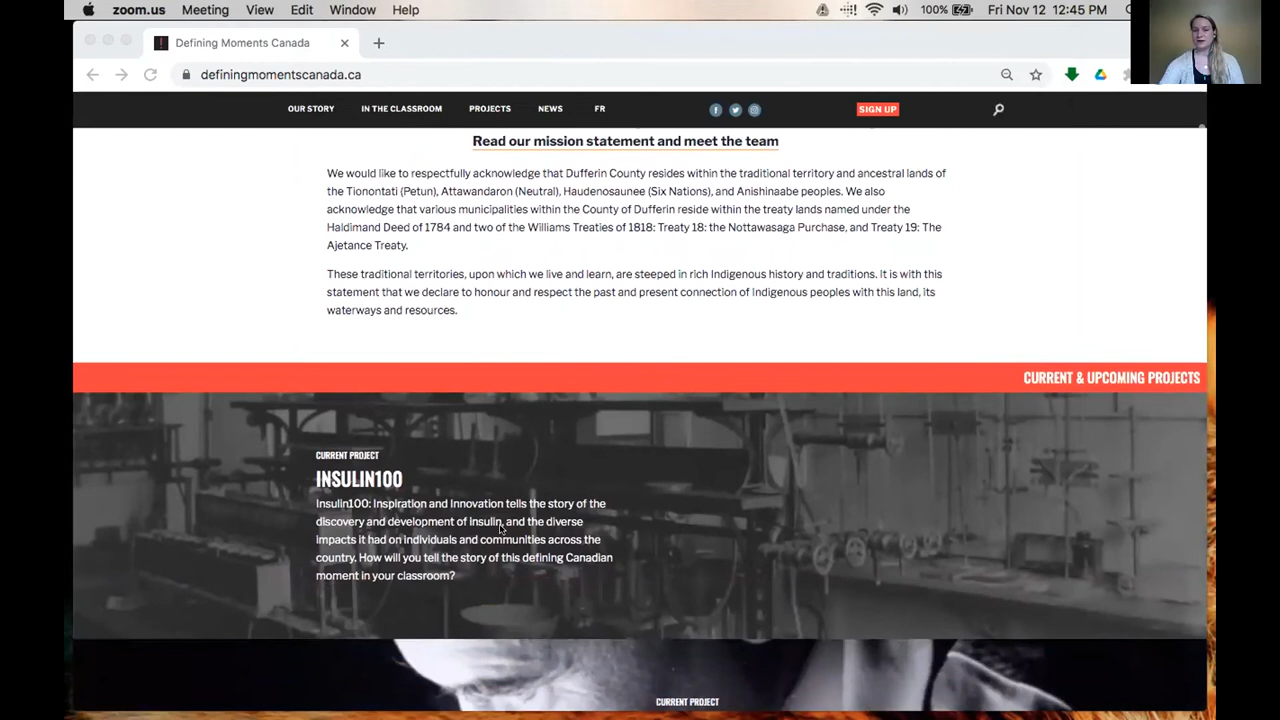 zoom.us Meeting View Edit Window Help 100% Fri Nov 12 12:45 PM
Defining Moments Canada
definingmomentscanada.ca
OUR STORY IN THE CLASSROOM PROJECTS NEWS FR SIGN UP
Read our mission statement and meet the team
We would like to respectfully acknowledge that Dufferin County resides within the traditional territory and ancestral lands of
the Tionontati (Petun), Attawandaron (Neutral), Haudenosaunee (Six Nations), and Anishinaabe peoples. We also
acknowledge that various municipalities within the County of Dufferin reside within the treaty lands named under the
Haldimand Deed of 1784 and two of the Williams Treaties of 1818: Treaty 18: the Nottawasaga Purchase, and Treaty 19: The
Ajetance Treaty.
These traditional territories, upon which we live and learn, are steeped in rich Indigenous history and traditions. It is with this
statement that we declare to honour and respect the past and present connection of Indigenous peoples with this land, its
waterways and resources.
CURRENT & UPCOMING PROJECTS
CURRENT PROJECT
INSULIN100
Insulin100: Inspiration and Innovation tells the story of the
discovery and development of insulin, and the diverse
impacts it had on individuals and communities across the
country. How will you tell the story of this defining Canadian
moment in your classroom?
CURRENT PROJECT